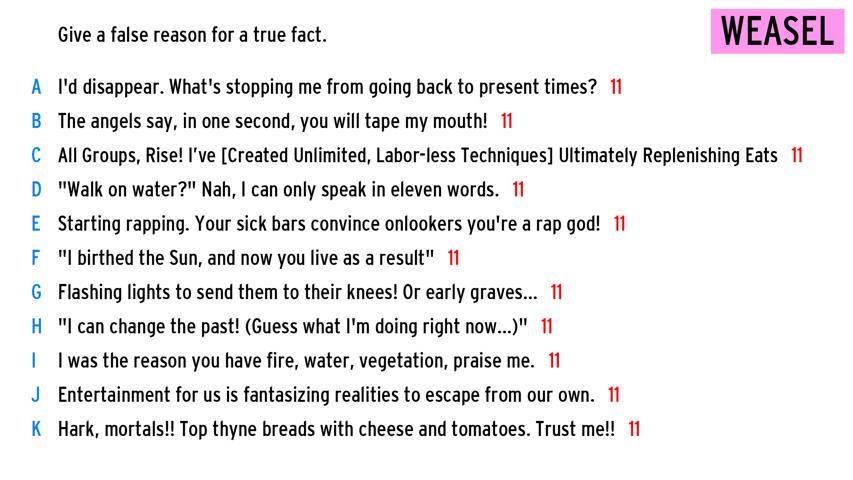 Give a false reason for a true fact.
WEASEL
A I'd disappear. What's stopping me from going back to present times? 11
B The angels say, in one second, you will tape my mouth! 11
C All Groups, Rise! I've [Created Unlimited, Labor-less Techniques] Ultimately Replenishing Eats 11
D "Walk on water?" Nah, I can only speak in eleven words. 11
E Starting rapping. Your sick bars convince onlookers you're a rap god! 11
F "I birthed the Sun, and now you live as a result" 11
G Flashing lights to send them to their knees! Or early graves... 11
H "I can change the past! (Guess what I'm doing right now...)" 11
I I was the reason you have fire, water, vegetation, praise me. 11
J Entertainment for us is fantasizing realities to escape from our own. 11
K Hark, mortals!! Top thyne breads with cheese and tomatoes. Trust me!! 11